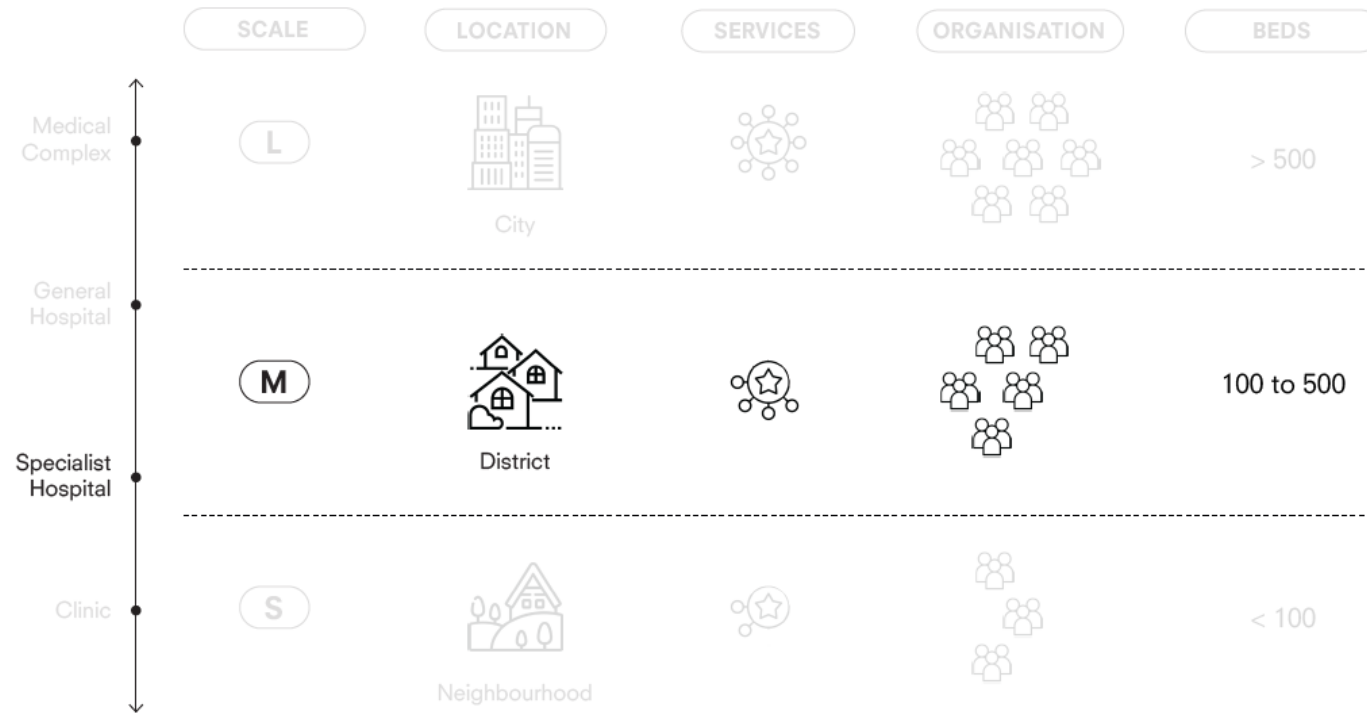 SCALE
LOCATION
SERVICES
ORGANISATION
BEDS
Medical
Complex
L
City
> 500
General
Hospital
M
District
100 to 500
Specialist
Hospital
Clinic
S
Neighbourhood
< 100